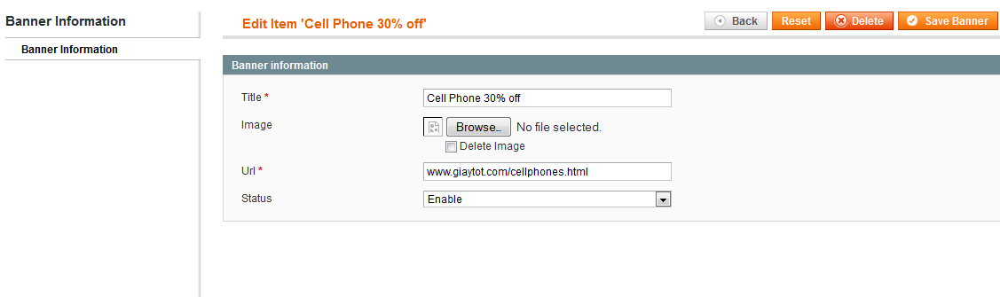 Banner Information
Banner Information
Edit Item 'Cell Phone 30% off'
Back
Reset
Delete
Save Banner
Banner information
Title *
Cell Phone 30% off
Image
Browse...
No file selected.
Delete Image
Url *
www.giaytot.com/cellphones.html
Status
Enable